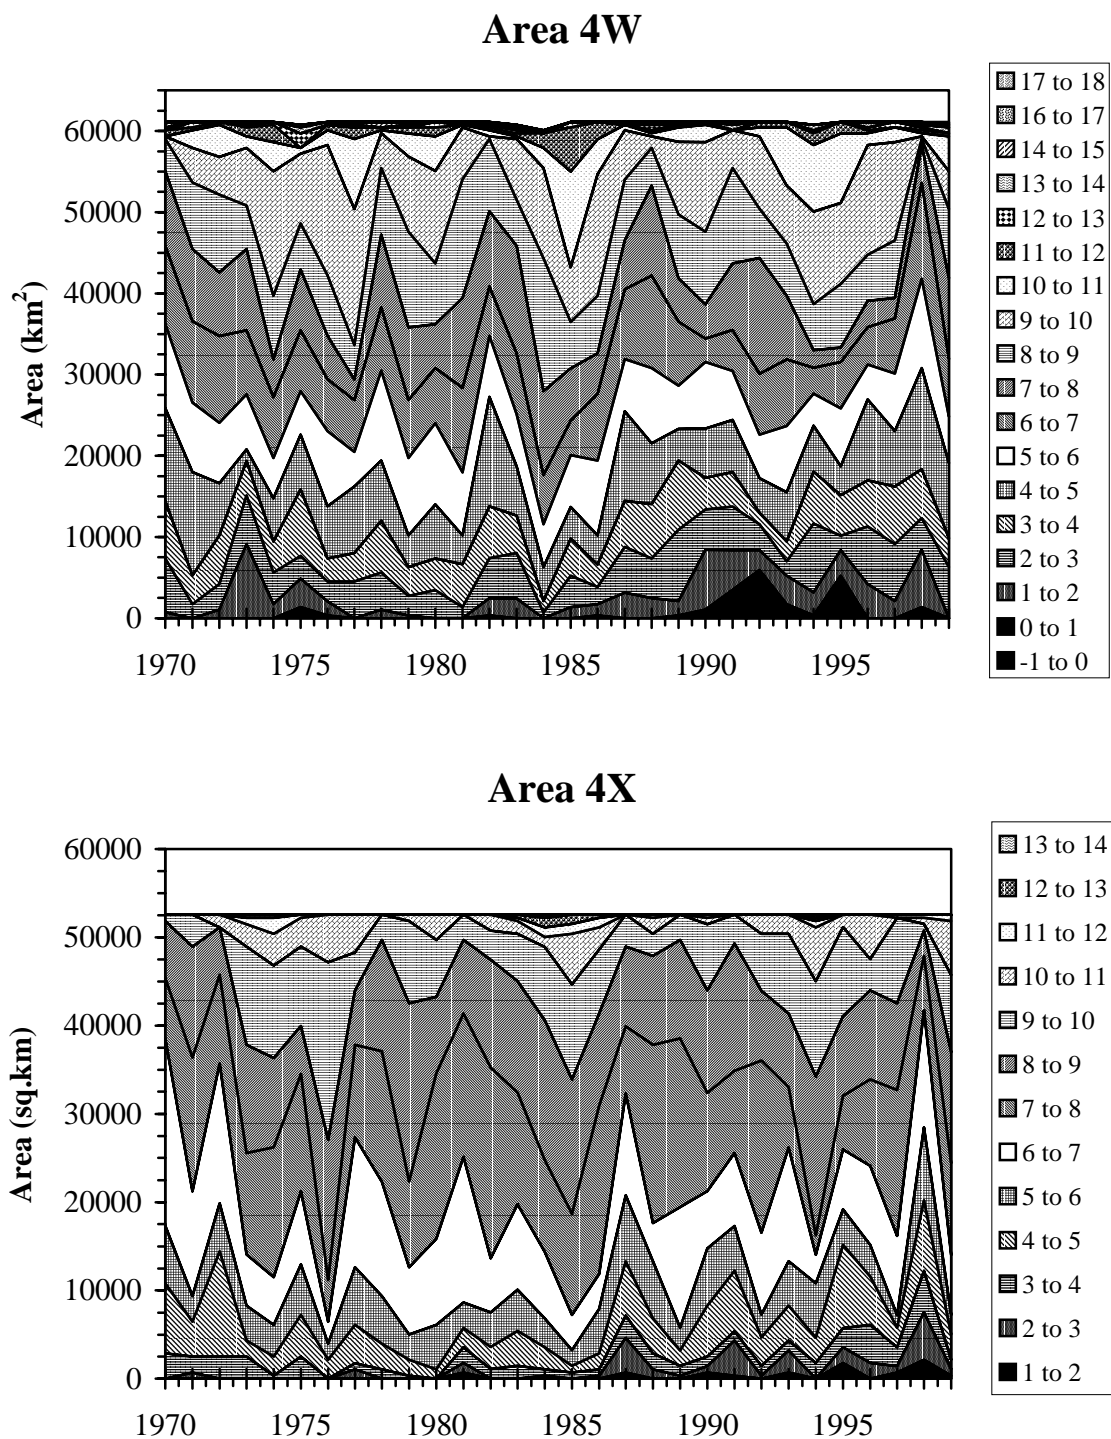 Area 4W
Area (km²)
60000
50000
40000
30000
20000
10000
0
1970
1975
1980
1985
1990
1995
17 to 18
16 to 17
14 to 15
13 to 14
12 to 13
11 to 12
10 to 11
9 to 10
8 to 9
7 to 8
6 to 7
5 to 6
4 to 5
3 to 4
2 to 3
1 to 2
0 to 1
-1 to 0
Area 4X
Area (sq.km)
60000
50000
40000
30000
20000
10000
0
1970
1975
1980
1985
1990
1995
13 to 14
12 to 13
11 to 12
10 to 11
9 to 10
8 to 9
7 to 8
6 to 7
5 to 6
4 to 5
3 to 4
2 to 3
1 to 2